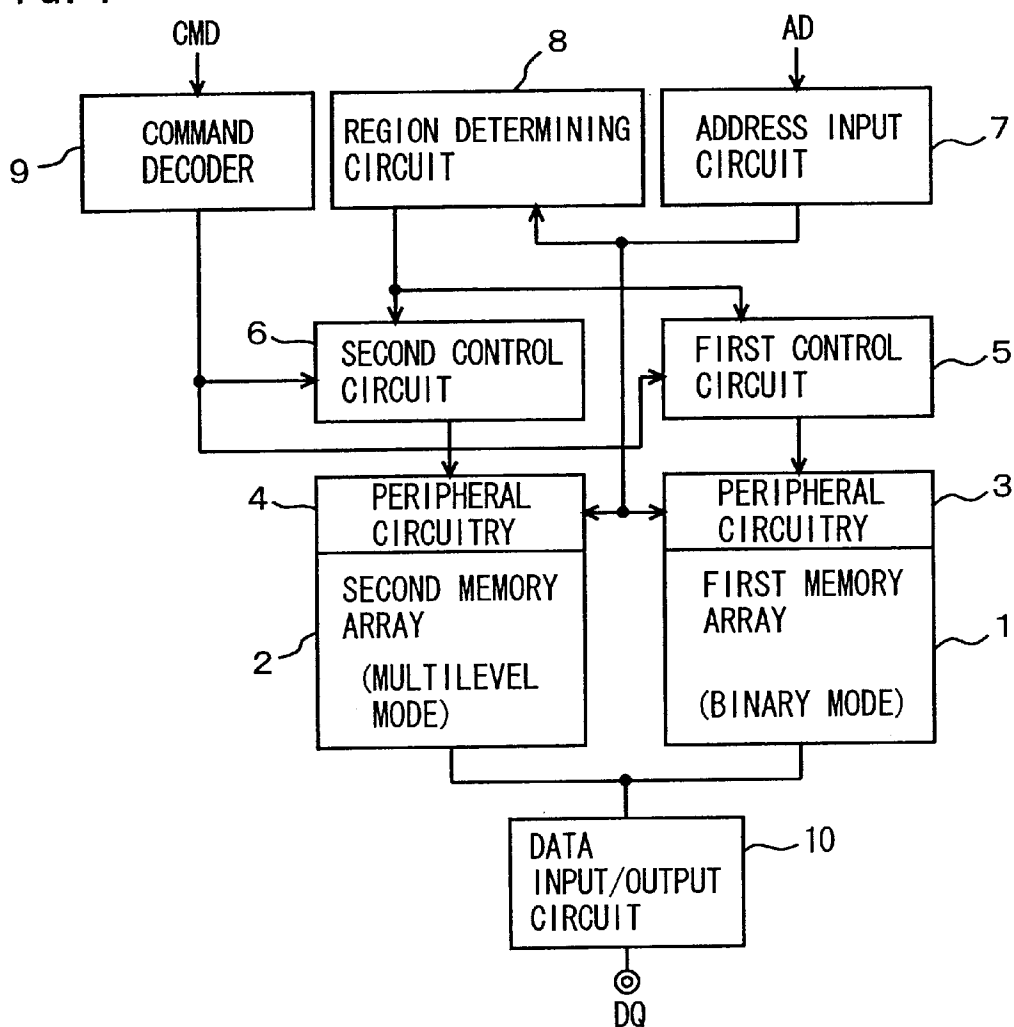 CMD
8
AD
COMMAND
DECODER
9
REGION DETERMINING
CIRCUIT
ADDRESS INPUT
CIRCUIT
7
6
SECOND CONTROL
CIRCUIT
FIRST CONTROL
CIRCUIT
5
4
PERIPHERAL
CIRCUITRY
PERIPHERAL
CIRCUITRY
3
SECOND MEMORY
ARRAY
2
(MULTILEVEL
MODE)
FIRST MEMORY
ARRAY
1
(BINARY MODE)
DATA
INPUT/OUTPUT
CIRCUIT
10
DQ